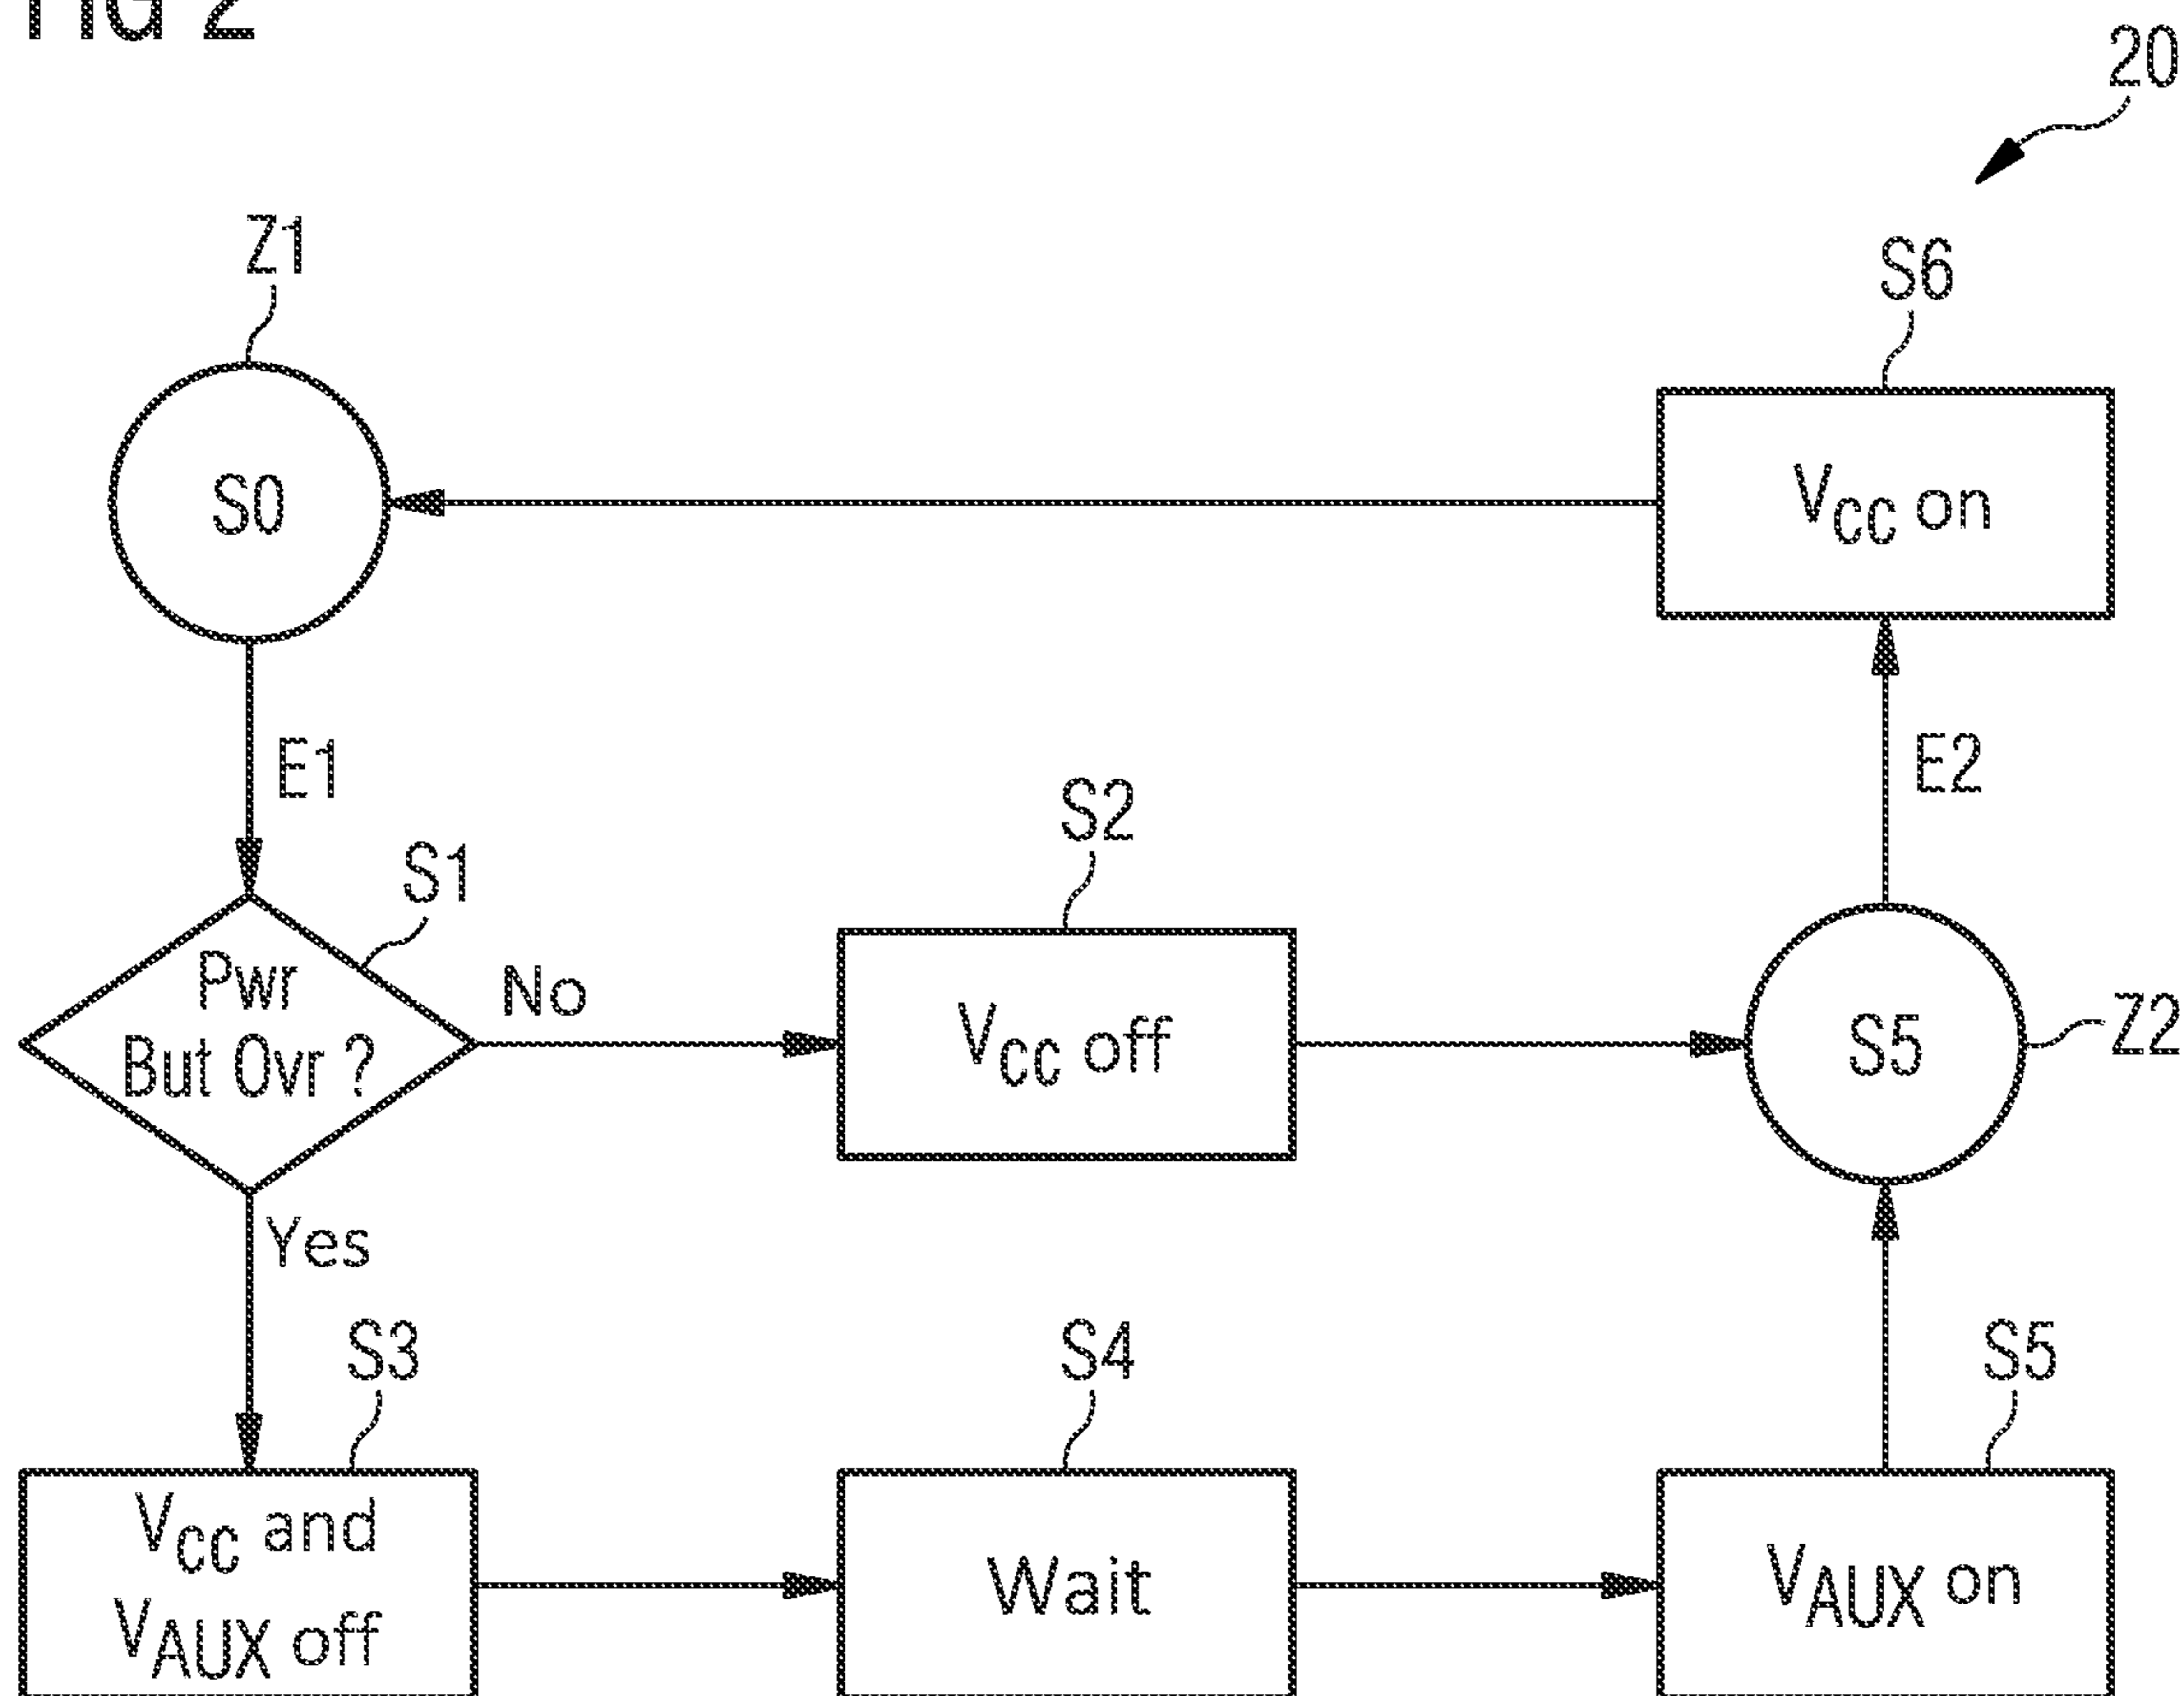 FIG 2
20
Z1
S6
S0
VCC on
E1
E2
S2
S1
Pwr
But Ovr ?
No
VCC off
S5
Z2
Yes
S3
S4
S5
VCC and
VAUX off
Wait
VAUX on